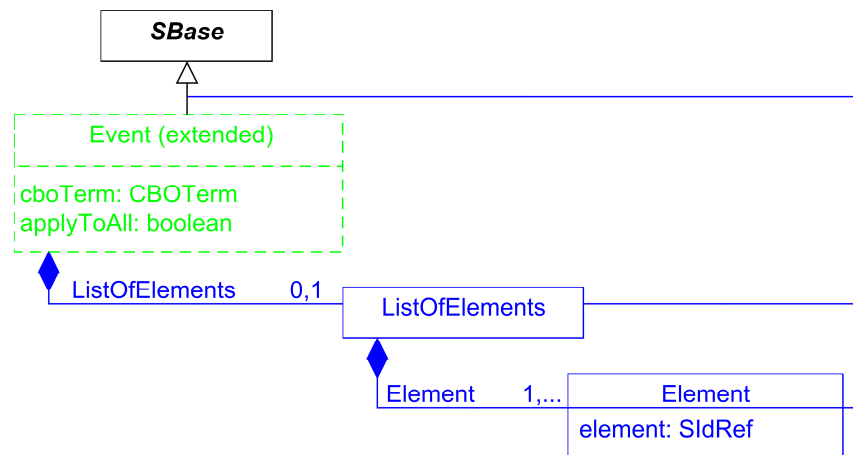 SBase
Event (extended)
cboTerm: CBOTerm
applyToAll: boolean
ListOfElements 0,1
ListOfElements
Element 1,...
Element
element: SIdRef